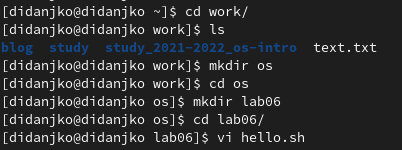 [didanjko@didanjko ~]$ cd work/
[didanjko@didanjko work]$ ls
blog study study_2021-2022_os-intro text.txt
[didanjko@didanjko work]$ mkdir os
[didanjko@didanjko work]$ cd os
[didanjko@didanjko os]$ mkdir lab06
[didanjko@didanjko os]$ cd lab06/
[didanjko@didanjko lab06]$ vi hello.sh